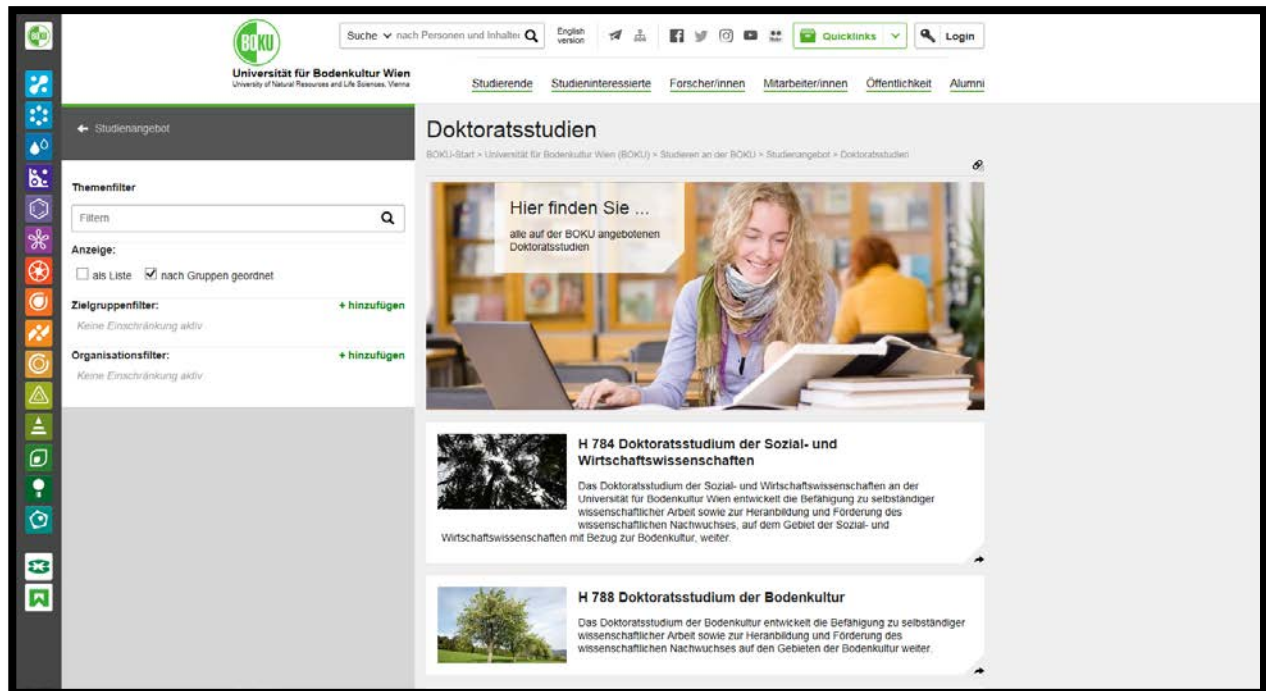 BOKU
Suche nach Personen und Inhalten
English version
Quicklinks
Login
Universität für Bodenkultur Wien
University of Natural Resources and Life Sciences, Vienna
Studierende Studieninteressierte Forscher/innen Mitarbeiter/innen Öffentlichkeit Alumni
Studienangebot
Themenfilter
Filtern
Anzeige:
als Liste nach Gruppen geordnet
Zielgruppenfilter: + hinzufügen
Keine Einschränkung aktiv
Organisationsfilter: + hinzufügen
Keine Einschränkung aktiv
Doktoratsstudien
BOKU-Start » Universität für Bodenkultur Wien (BOKU) » Studieren an der BOKU » Studienangebot » Doktoratsstudien
Hier finden Sie ...
alle auf der BOKU angebotenen
Doktoratsstudien
H 784 Doktoratsstudium der Sozial- und
Wirtschaftswissenschaften
Das Doktoratsstudium der Sozial- und Wirtschaftswissenschaften an der
Universität für Bodenkultur Wien entwickelt die Befähigung zu selbständiger
wissenschaftlicher Arbeit sowie zur Heranbildung und Förderung des
wissenschaftlichen Nachwuchses, auf dem Gebiet der Sozial- und
Wirtschaftswissenschaften mit Bezug zur Bodenkultur, weiter.
H 788 Doktoratsstudium der Bodenkultur
Das Doktoratsstudium der Bodenkultur entwickelt die Befähigung zu selbständiger
wissenschaftlicher Arbeit sowie zur Heranbildung und Förderung des
wissenschaftlichen Nachwuchses auf den Gebieten der Bodenkultur weiter.